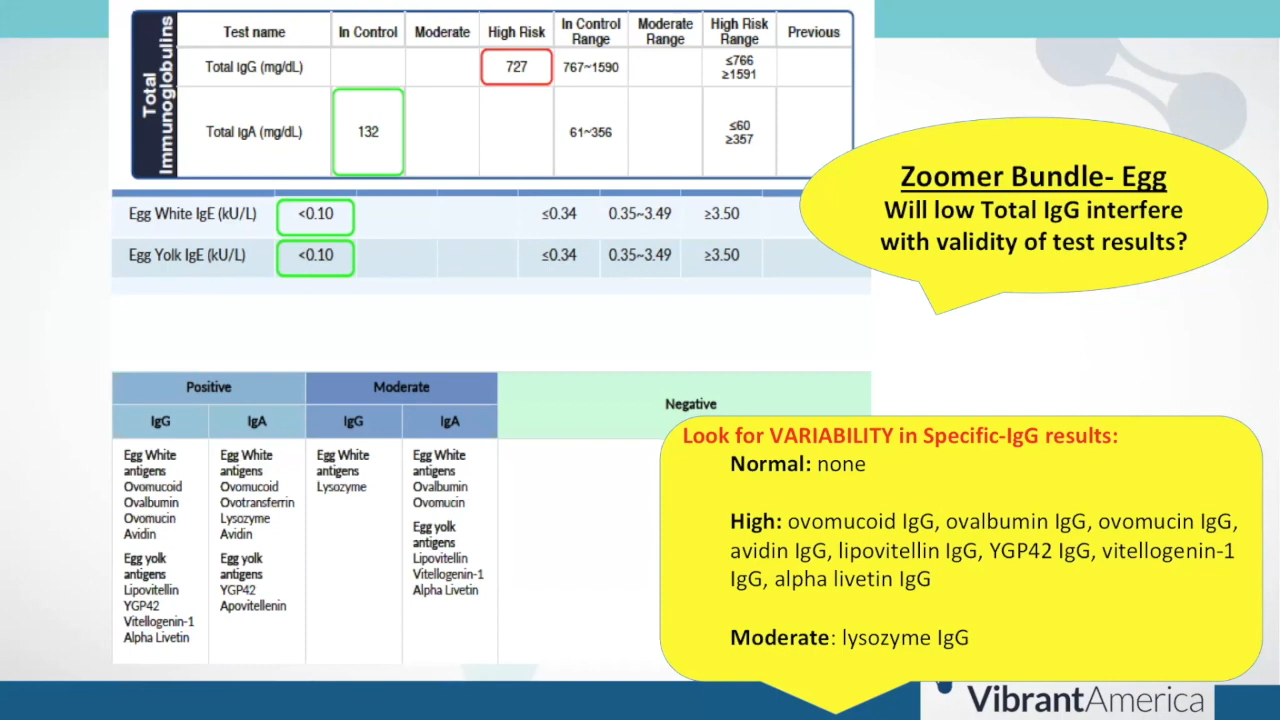 Total Immunoglobulins
Test name
In Control
Moderate
High Risk
In Control Range
Moderate Range
High Risk Range
Previous
Total IgG (mg/dL)
727
767~1590
≤766
≥1591
Total IgA (mg/dL)
132
61~356
≤60
≥357
Egg White IgE (kU/L)
<0.10
≤0.34
0.35~3.49
≥3.50
Egg Yolk IgE (kU/L)
<0.10
≤0.34
0.35~3.49
≥3.50
Zoomer Bundle- Egg
Will low Total IgG interfere
with validity of test results?
Positive
Moderate
Negative
IgG
IgA
IgG
IgA
Egg White
antigens
Ovomucoid
Ovalbumin
Ovomucin
Avidin
Egg yolk
antigens
Lipovitellin
YGP42
Vitellogenin-1
Alpha Livetin
Egg White
antigens
Ovomucoid
Ovotransferrin
Lysozyme
Avidin
Egg yolk
antigens
YGP42
Apovitellenin
Egg White
antigens
Lysozyme
Egg White
antigens
Ovalbumin
Ovomucin
Egg yolk
antigens
Lipovitellin
Vitellogenin-1
Alpha Livetin
Look for VARIABILITY in Specific-IgG results:
Normal: none
High: ovomucoid IgG, ovalbumin IgG, ovomucin IgG,
avidin IgG, lipovitellin IgG, YGP42 IgG, vitellogenin-1
IgG, alpha livetin IgG
Moderate: lysozyme IgG
VibrantAmerica